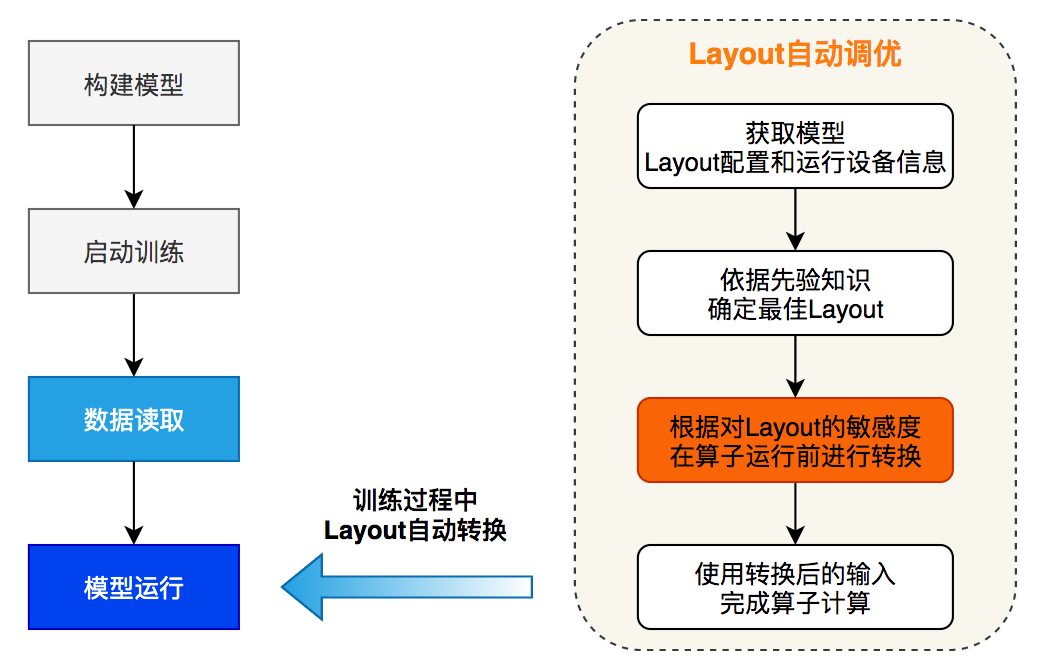 构建模型
启动训练
数据读取
模型运行
训练过程中
Layout自动转换
Layout自动调优
获取模型
Layout配置和运行设备信息
依据先验知识
确定最佳Layout
根据对Layout的敏感度
在算子运行前进行转换
使用转换后的输入
完成算子计算